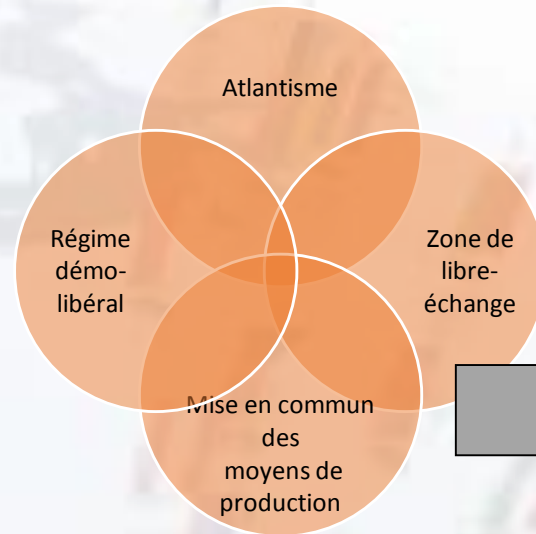 Atlantisme
Régime
démo-
libéral
Zone de
libre-
échange
Mise en commun
des
moyens de
production